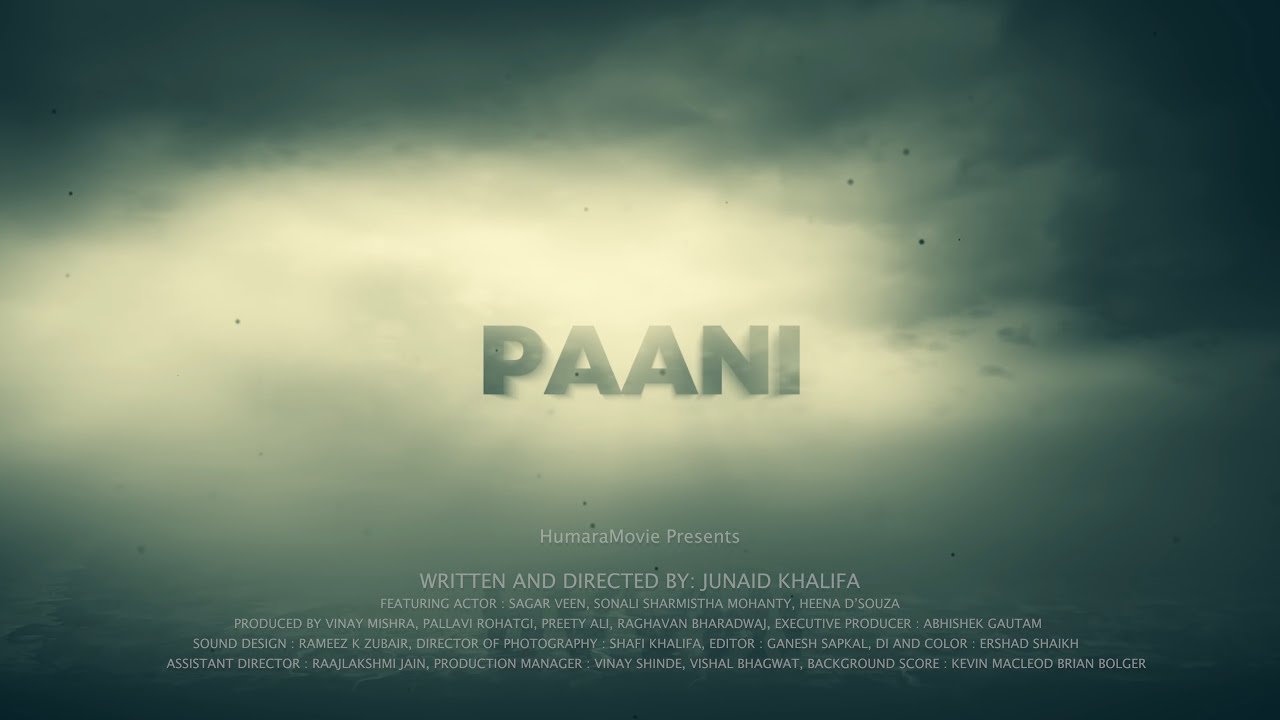 PAANI
HumaraMovie Presents
WRITTEN AND DIRECTED BY: JUNAID KHALIFA
FEATURING ACTOR : SAGAR VEEN, SONALI SHARMISTHA MOHANTY, HEENA D'SOUZA
PRODUCED BY VINAY MISHRA, PALLAVI ROHATGI, PREETY ALI, RAGHAVAN BHARADWAJ, EXECUTIVE PRODUCER : ABHISHEK GAUTAM
SOUND DESIGN : RAMEEZ K ZUBAIR, DIRECTOR OF PHOTOGRAPHY : SHAFI KHALIFA, EDITOR : GANESH SAPKAL, DI AND COLOR : ERSHAD SHAIKH
ASSISTANT DIRECTOR : RAAJLAKSHMI JAIN, PRODUCTION MANAGER : VINAY SHINDE, VISHAL BHAGWAT, BACKGROUND SCORE : KEVIN MACLEOD BRIAN BOLGER